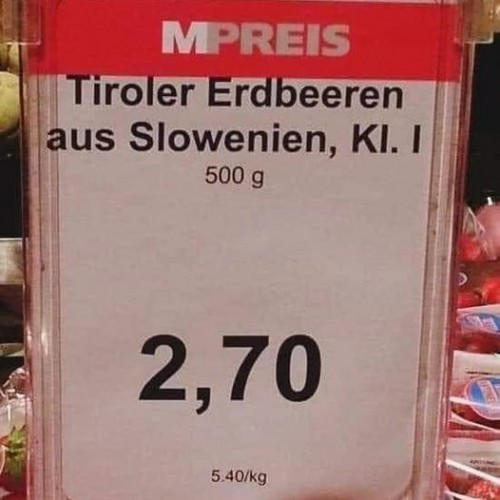 MPREIS
Tiroler Erdbeeren
aus Slowenien, Kl. I
500 g
2,70
5.40/kg